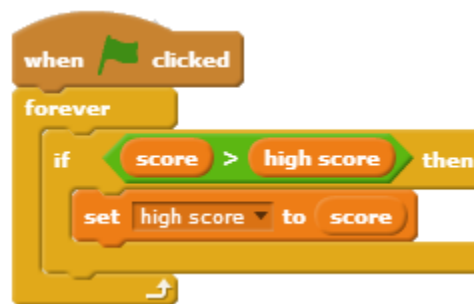 when clicked
forever
if score > high score then
set high score to score